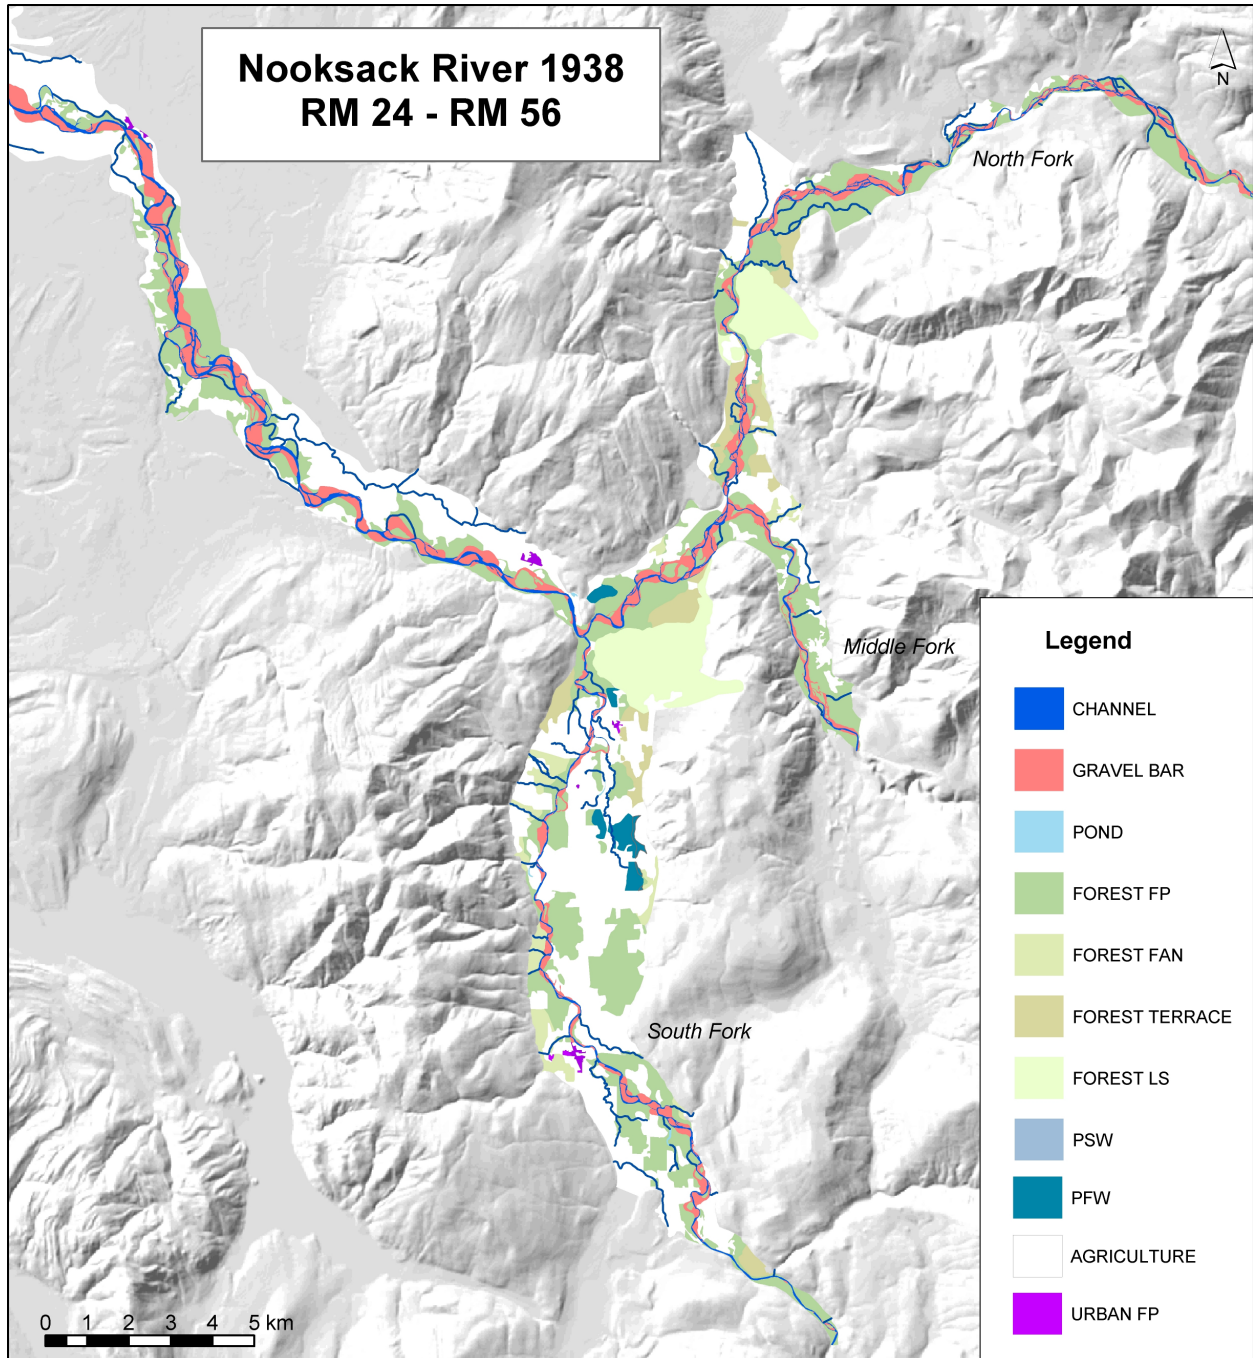 Nooksack River 1938
RM 24 - RM 56
N
North Fork
Middle Fork
South Fork
Legend
CHANNEL
GRAVEL BAR
POND
FOREST FP
FOREST FAN
FOREST TERRACE
FOREST LS
PSW
PFW
AGRICULTURE
URBAN FP
0 1 2 3 4 5 km